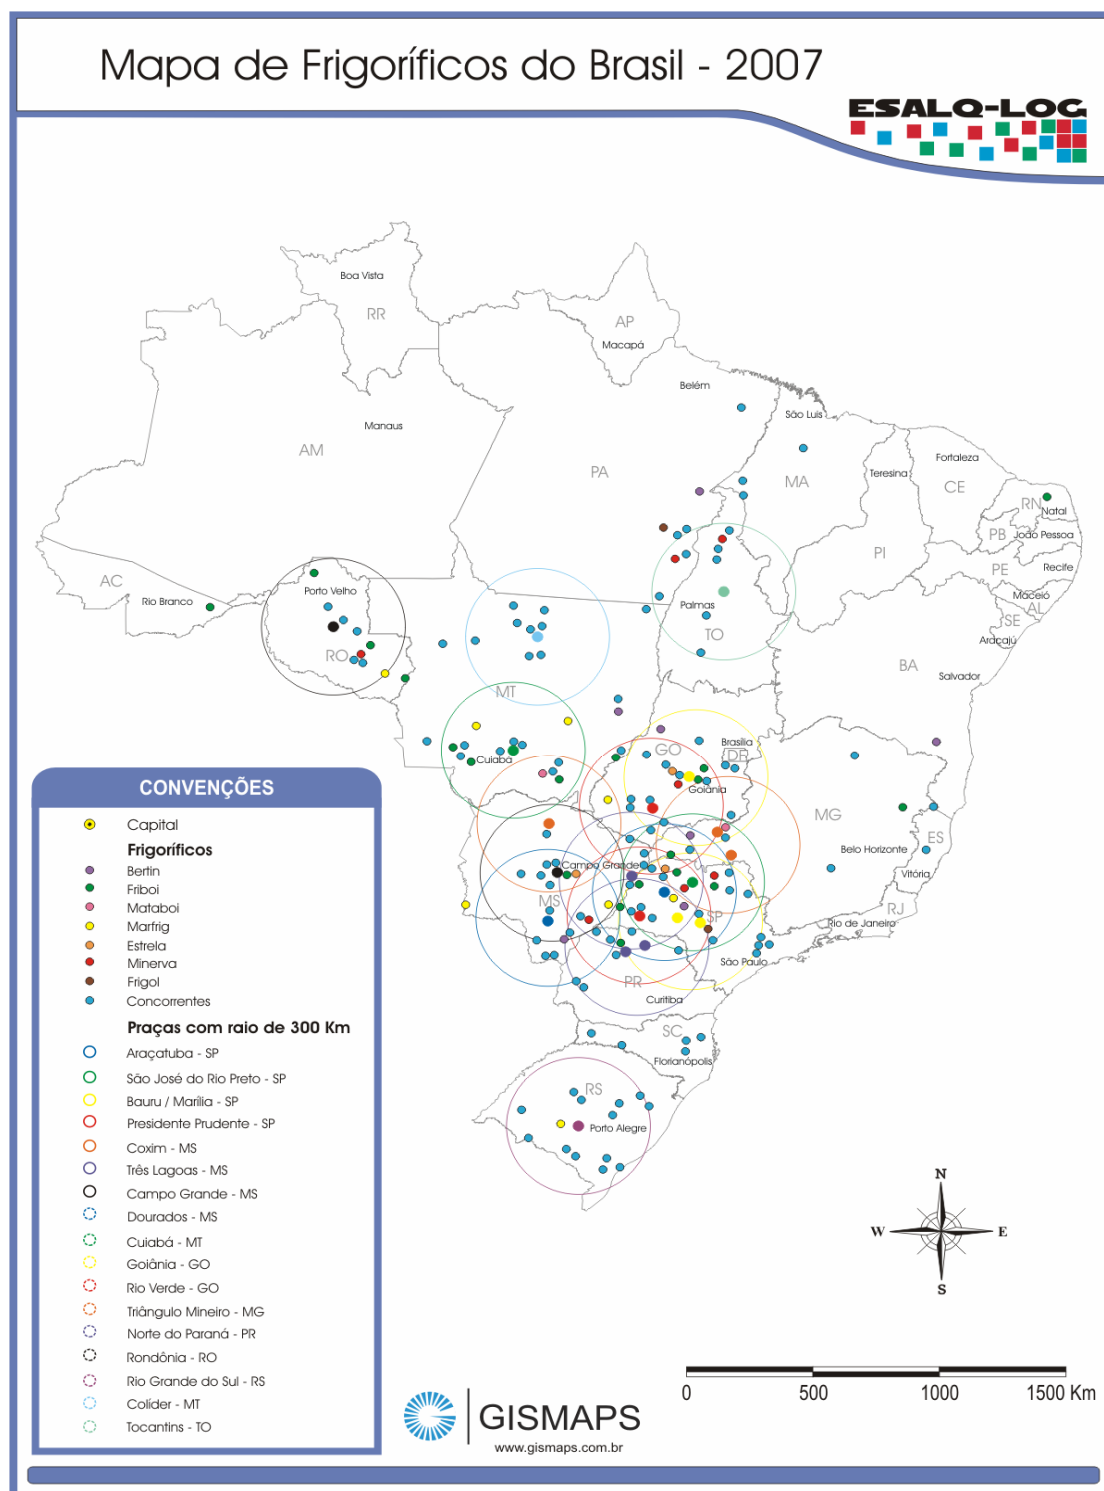 Mapa de Frigoríficos do Brasil - 2007
ESALQ-LOG
Boa Vista
RR
AP
Macapá
Belém
São Luis
Manaus
AM
PA
MA
Teresina
Fortaleza
CE
RN
Natal
PB
João Pessoa
PI
PE
Recife
AC
Rio Branco
Porto Velho
Maceió
AL
SE
Aracajú
Palmas
TO
RO
BA
Salvador
MT
Cuiabá
GO
Brasília
DF
Goiânia
MG
ES
Belo Horizonte
Campo Grande
Vitória
MS
SP
RJ
Rio de Janeiro
São Paulo
PR
Curitiba
SC
Florianópolis
RS
Porto Alegre
CONVENÇÕES
Capital
Frigoríficos
Bertin
Friboi
Mataboi
Marfrig
Estrela
Minerva
Frigol
Concorrentes
Praças com raio de 300 Km
Araçatuba - SP
São José do Rio Preto - SP
Bauru / Marília - SP
Presidente Prudente - SP
Coxim - MS
Três Lagoas - MS
Campo Grande - MS
Dourados - MS
Cuiabá - MT
Goiânia - GO
Rio Verde - GO
Triângulo Mineiro - MG
Norte do Paraná - PR
Rondônia - RO
Rio Grande do Sul - RS
Colíder - MT
Tocantins - TO
N
W E
S
0 500 1000 1500 Km
GISMAPS
www.gismaps.com.br